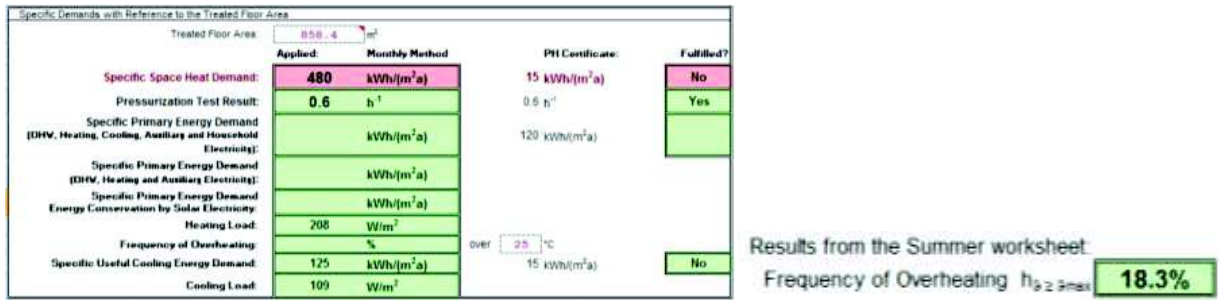 Specific Demands with Reference to the Treated Floor Area
Treated Floor Area: 858.4 m²
Applied: Monthly Method PH Certificate: Fulfilled?
Specific Space Heat Demand: 480 kWh/(m²a) 15 kWh/(m²a) No
Pressurization Test Result: 0.6 h⁻¹ 0.6 h⁻¹ Yes
Specific Primary Energy Demand
(DHW, Heating, Cooling, Auxiliary and Household kWh/(m²a) 120 kWh/(m²a)
Electricity):
Specific Primary Energy Demand
(DHW, Heating and Auxiliary Electricity): kWh/(m²a)
Specific Primary Energy Demand
Energy Conservation by Solar Electricity: kWh/(m²a)
Heating Load: 208 W/m²
Frequency of Overheating: % over 25 °C
Specific Useful Cooling Energy Demand: 125 kWh/(m²a) 15 kWh/(m²a) No
Cooling Load: 109 W/m²
Results from the Summer worksheet:
Frequency of Overheating h ϑ ≥ ϑmax 18.3%